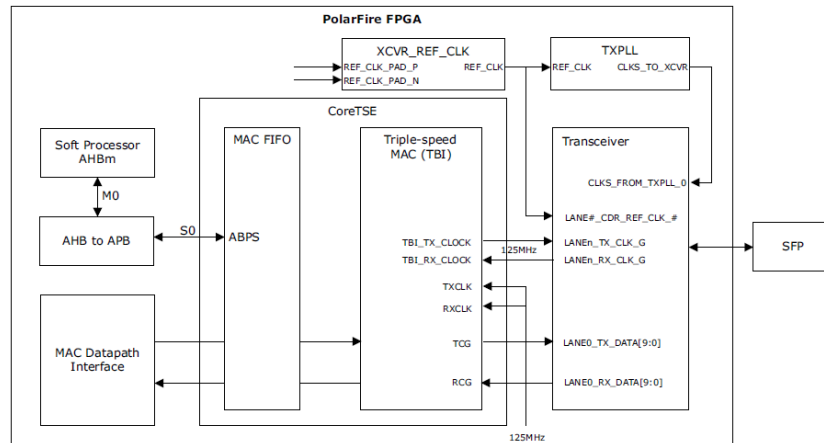 PolarFire FPGA
XCVR_REF_CLK
REF_CLK_PAD_P
REF_CLK
REF_CLK_PAD_N
TXPLL
REF_CLK
CLKS_TO_XCVR
CoreTSE
Soft Processor
AHBm
M0
AHB to APB
S0
MAC FIFO
ABPS
Triple-speed
MAC (TBI)
TBI_TX_CLOCK
TBI_RX_CLOCK
TXCLK
RXCLK
TCG
RCG
125MHz
Transceiver
CLKS_FROM_TXPLL_0
LANE#_CDR_REF_CLK_#
LANEn_TX_CLK_G
LANEn_RX_CLK_G
LANE0_TX_DATA[9:0]
LANE0_RX_DATA[9:0]
SFP
MAC Datapath
Interface
125MHz